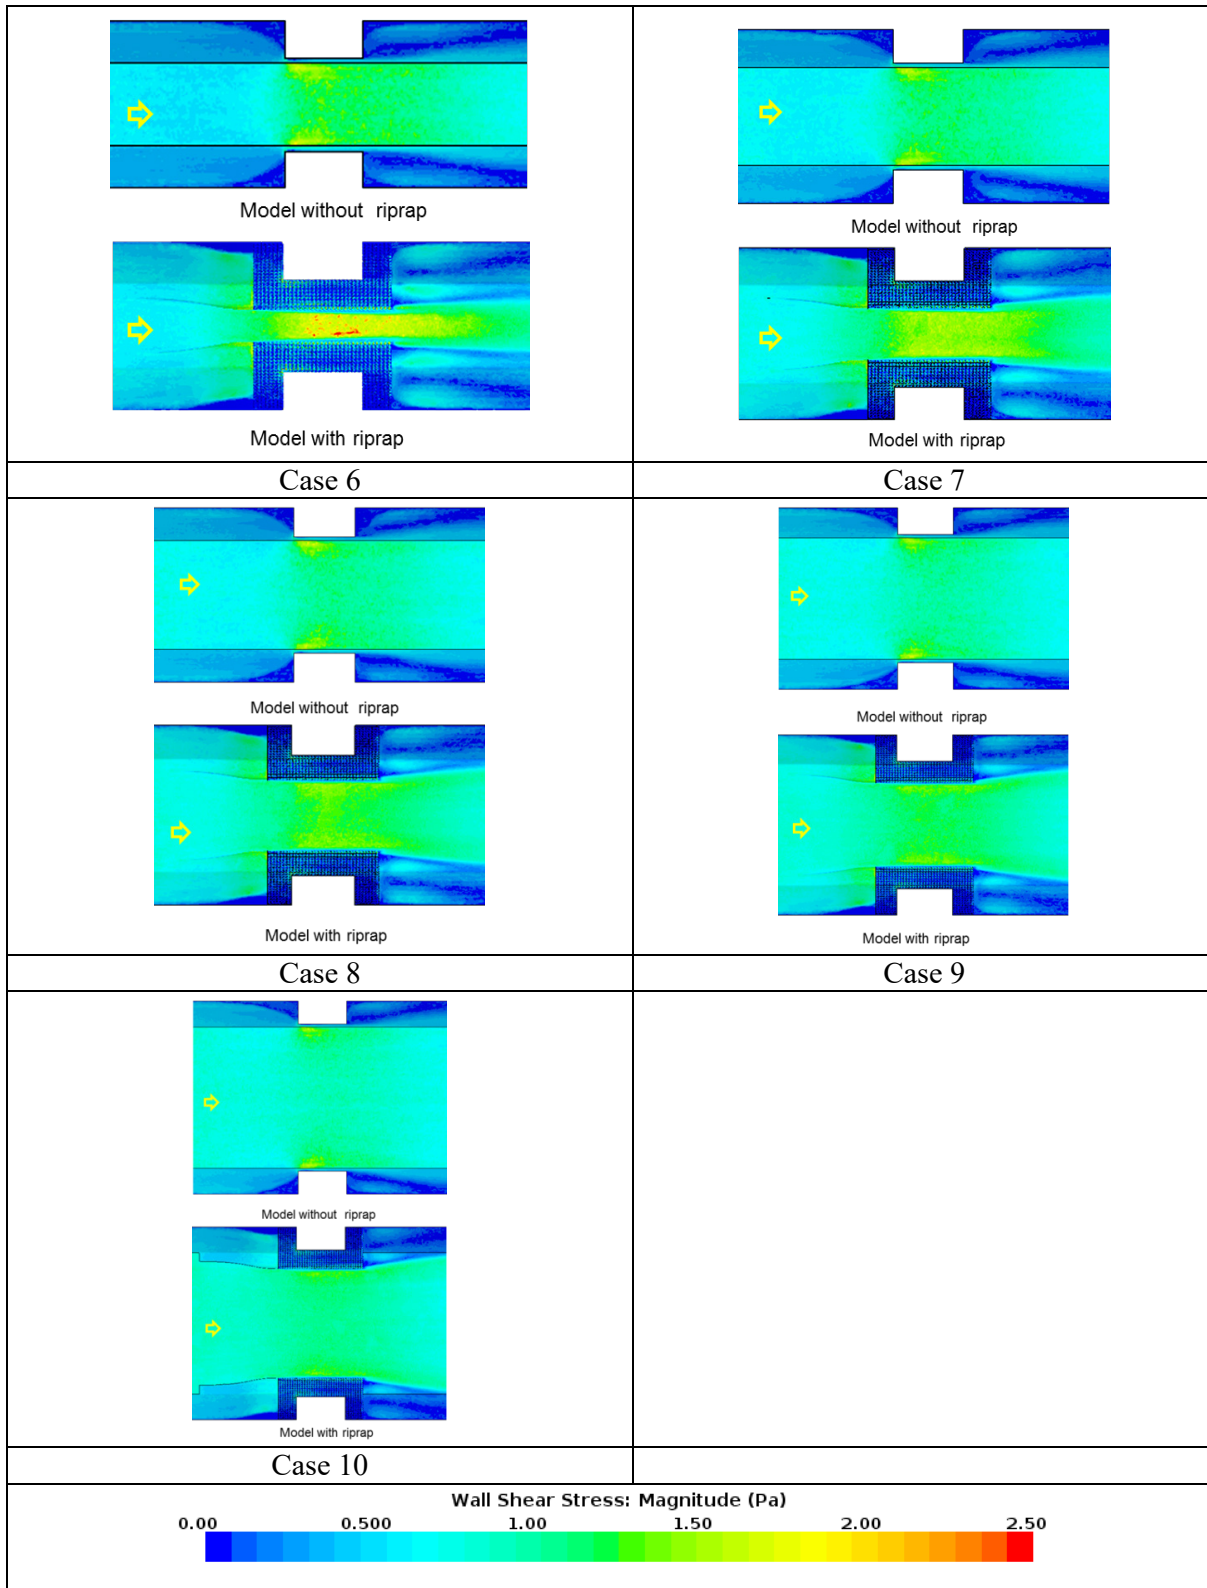 Model without riprap
Model without riprap
Model with riprap
Model with riprap
Case 6
Case 7
Model without riprap
Model without riprap
Model with riprap
Model with riprap
Case 8
Case 9
Model without riprap
Model with riprap
Case 10
Wall Shear Stress: Magnitude (Pa)
0.00 0.500 1.00 1.50 2.00 2.50